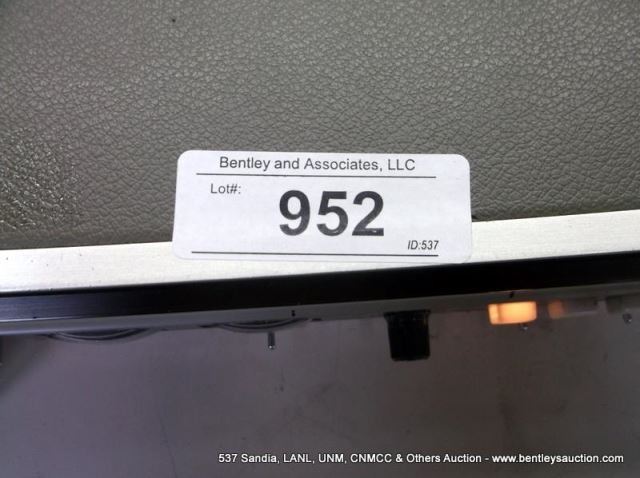 Bentley and Associates, LLC
Lot#:
952
ID:537
537 Sandia, LANL, UNM, CNMCC & Others Auction - www.bentleysauction.com